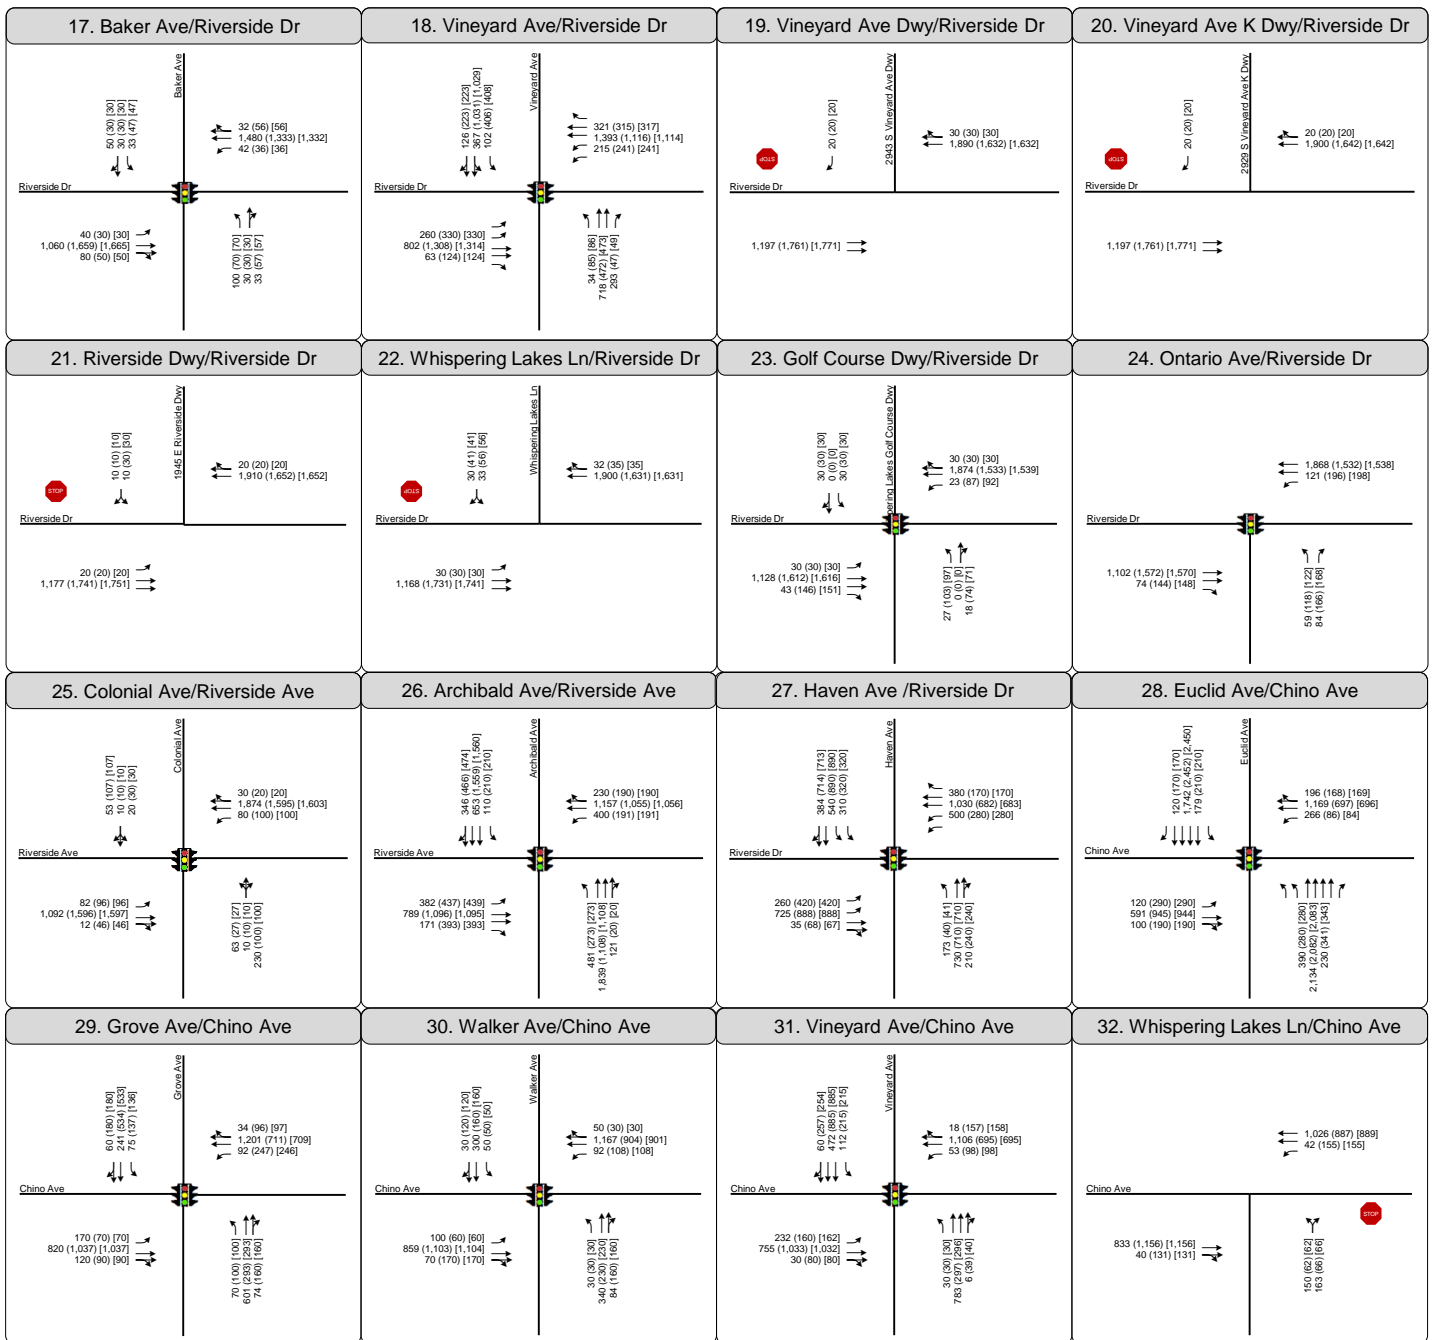 17. Baker Ave/Riverside Dr
Baker Ave
50 (30) [30]
30 (30) [30]
33 (47) [47]
32 (56) [56]
1,480 (1,333) [1,332]
42 (36) [36]
Riverside Dr
40 (30) [30]
1,060 (1,659) [1,665]
80 (50) [50]
100 (70) [70]
30 (30) [30]
33 (57) [57]
18. Vineyard Ave/Riverside Dr
Vineyard Ave
126 (223) [223]
367 (1,031) [1,029]
102 (406) [408]
321 (315) [317]
1,393 (1,116) [1,114]
215 (241) [241]
260 (330) [330]
802 (1,308) [1,314]
63 (124) [124]
34 (85) [86]
718 (472) [473]
293 (47) [49]
19. Vineyard Ave Dwy/Riverside Dr
2943 S Vineyard Ave Dwy
STOP
20 (20) [20]
30 (30) [30]
1,890 (1,632) [1,632]
Riverside Dr
1,197 (1,761) [1,771]
20. Vineyard Ave K Dwy/Riverside Dr
2929 S Vineyard Ave K Dwy
STOP
20 (20) [20]
20 (20) [20]
1,900 (1,642) [1,642]
Riverside Dr
1,197 (1,761) [1,771]
21. Riverside Dwy/Riverside Dr
1945 E Riverside Dwy
STOP
10 (10) [10]
10 (30) [30]
20 (20) [20]
1,910 (1,652) [1,652]
Riverside Dr
20 (20) [20]
1,177 (1,741) [1,751]
22. Whispering Lakes Ln/Riverside Dr
Whispering Lakes Ln
STOP
30 (41) [41]
33 (56) [56]
32 (35) [35]
1,900 (1,631) [1,631]
Riverside Dr
30 (30) [30]
1,168 (1,731) [1,741]
23. Golf Course Dwy/Riverside Dr
pering Lakes Golf Course Dwy
30 (30) [30]
0 (0) [0]
30 (30) [30]
30 (30) [30]
1,874 (1,533) [1,539]
23 (87) [92]
Riverside Dr
30 (30) [30]
1,128 (1,612) [1,616]
43 (146) [151]
27 (103) [97]
0 (0) [0]
18 (74) [71]
24. Ontario Ave/Riverside Dr
1,868 (1,532) [1,538]
121 (196) [198]
Riverside Dr
1,102 (1,572) [1,570]
74 (144) [148]
59 (118) [122]
84 (166) [168]
25. Colonial Ave/Riverside Ave
Colonial Ave
53 (107) [107]
10 (10) [10]
20 (30) [30]
30 (20) [20]
1,874 (1,595) [1,603]
80 (100) [100]
Riverside Ave
82 (96) [96]
1,092 (1,596) [1,597]
12 (46) [46]
63 (27) [27]
10 (10) [10]
230 (100) [100]
26. Archibald Ave/Riverside Ave
Archibald Ave
346 (466) [474]
653 (1,559) [1,560]
110 (210) [210]
230 (190) [190]
1,157 (1,055) [1,056]
400 (191) [191]
Riverside Ave
382 (437) [439]
789 (1,096) [1,095]
171 (393) [393]
481 (273) [273]
1,839 (1,108) [1,108]
121 (20) [20]
27. Haven Ave /Riverside Dr
Haven Ave
384 (714) [713]
540 (890) [890]
310 (320) [320]
380 (170) [170]
1,030 (682) [683]
500 (280) [280]
Riverside Dr
260 (420) [420]
725 (888) [888]
35 (68) [67]
173 (40) [41]
730 (710) [710]
210 (240) [240]
28. Euclid Ave/Chino Ave
Euclid Ave
120 (170) [170]
1,742 (2,452) [2,450]
179 (210) [210]
196 (168) [169]
1,169 (697) [696]
266 (86) [84]
Chino Ave
120 (290) [290]
591 (945) [944]
100 (190) [190]
390 (280) [280]
2,134 (2,082) [2,083]
230 (341) [343]
29. Grove Ave/Chino Ave
Grove Ave
60 (180) [180]
241 (534) [533]
75 (137) [136]
34 (96) [97]
1,201 (711) [709]
92 (247) [246]
Chino Ave
170 (70) [70]
820 (1,037) [1,037]
120 (90) [90]
70 (100) [100]
601 (293) [293]
74 (160) [160]
30. Walker Ave/Chino Ave
Walker Ave
30 (120) [120]
300 (160) [160]
50 (50) [50]
50 (30) [30]
1,167 (904) [901]
92 (108) [108]
Chino Ave
100 (60) [60]
859 (1,103) [1,104]
70 (170) [170]
30 (30) [30]
340 (230) [230]
84 (160) [160]
31. Vineyard Ave/Chino Ave
Vineyard Ave
60 (257) [254]
472 (885) [885]
112 (215) [215]
18 (157) [158]
1,106 (695) [695]
53 (98) [98]
Chino Ave
232 (160) [162]
755 (1,033) [1,032]
30 (80) [80]
30 (30) [30]
783 (297) [296]
6 (39) [40]
32. Whispering Lakes Ln/Chino Ave
1,026 (887) [889]
42 (155) [155]
Chino Ave
STOP
833 (1,156) [1,156]
40 (131) [131]
150 (62) [62]
163 (66) [66]